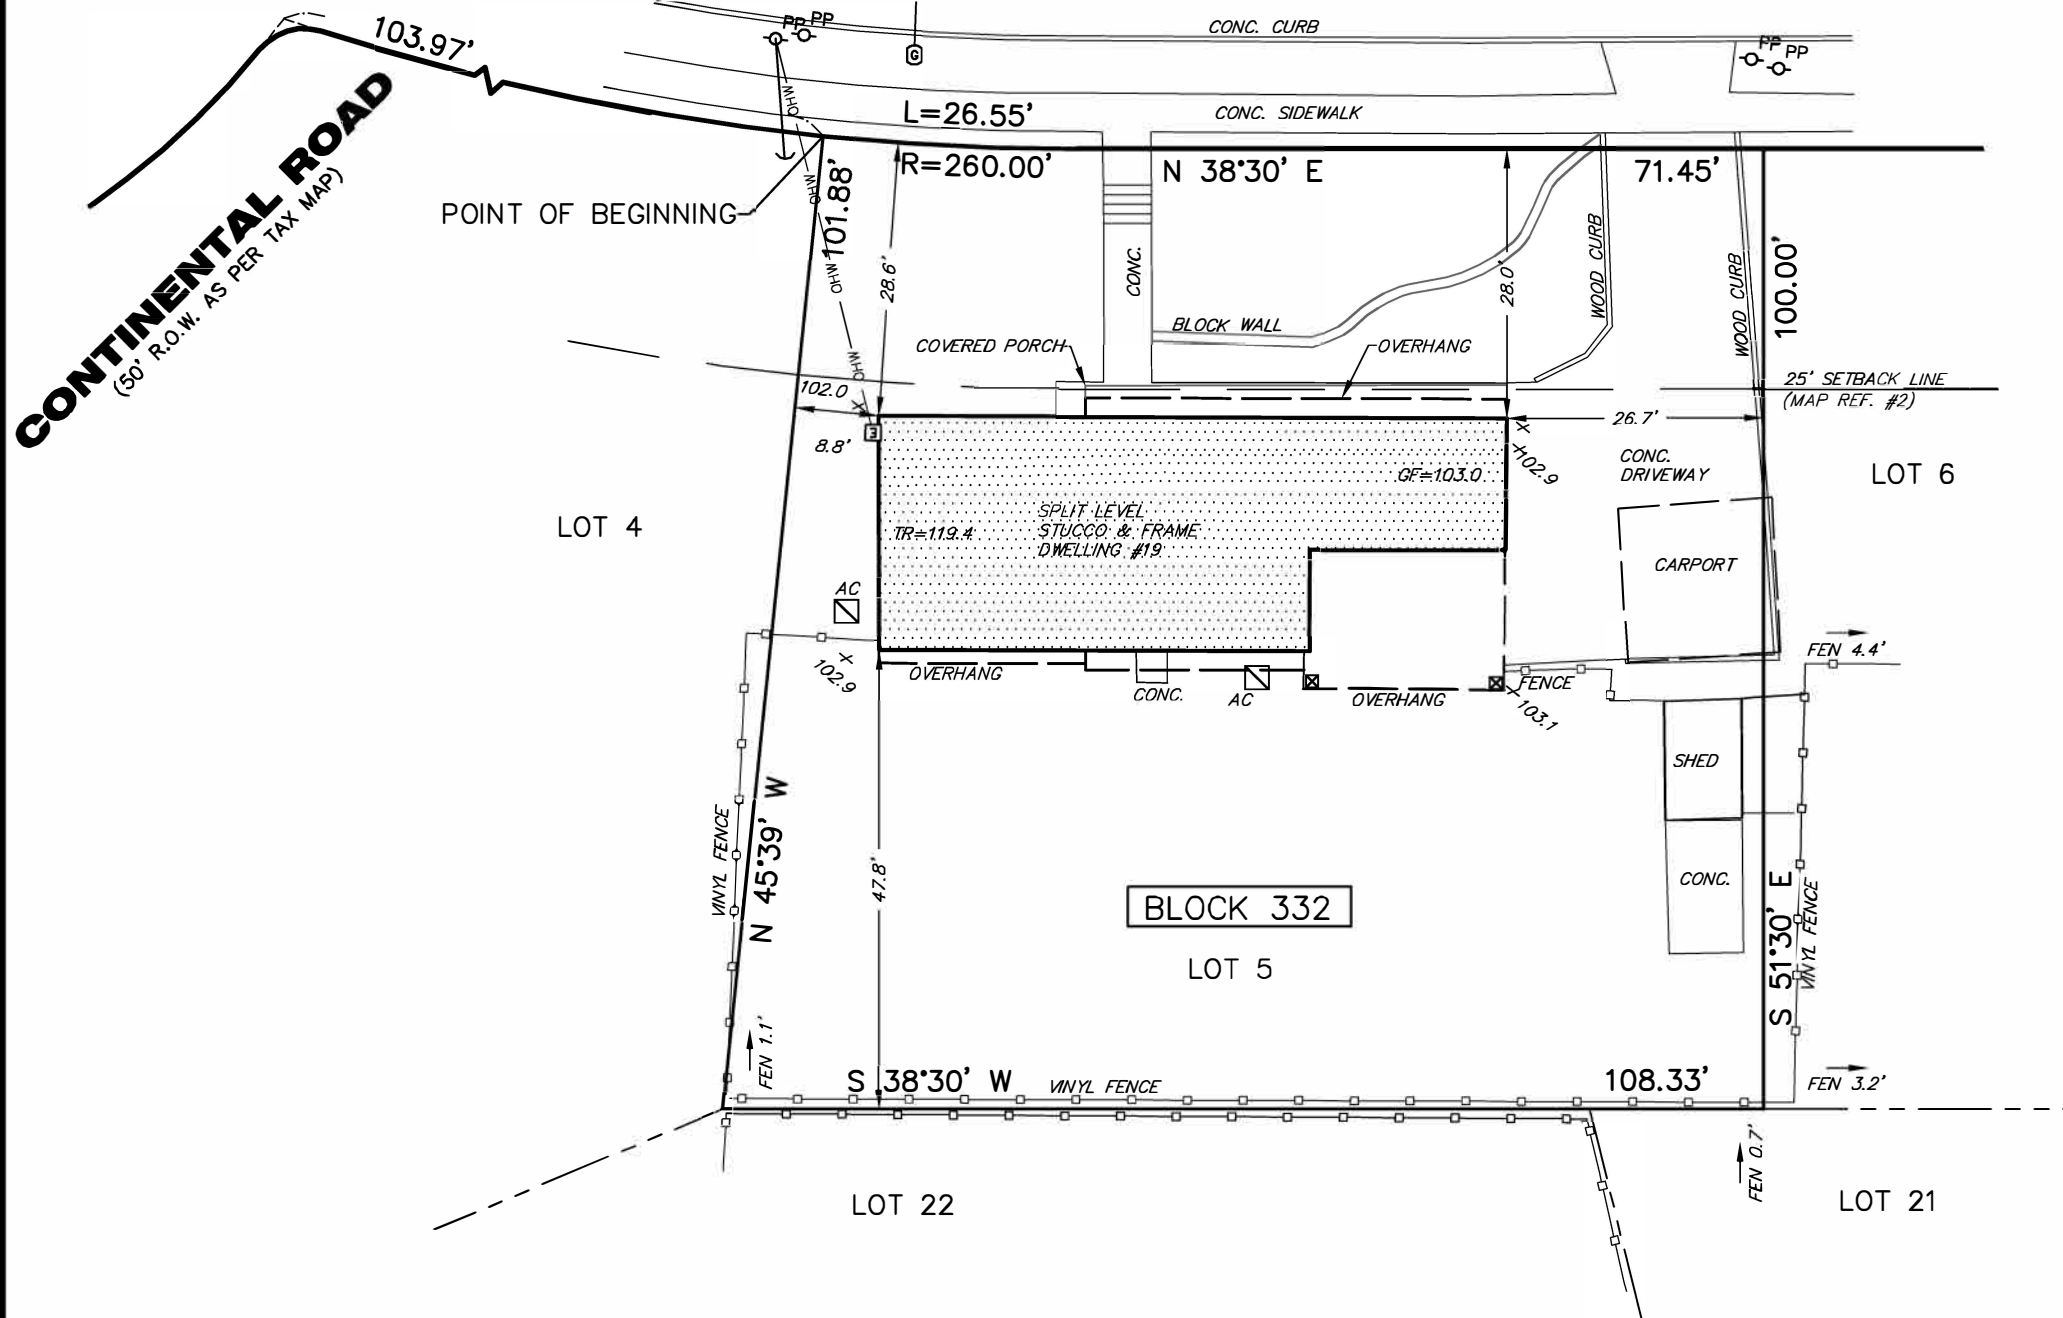 103.97'
CONTINENTAL ROAD
(50' R.O.W. AS PER TAX MAP)
PP PP
G
CONC. CURB
PP PP
L=26.55'
CONC. SIDEWALK
R=260.00'
N 38°30' E
71.45'
POINT OF BEGINNING
101.88'
OHW
OHW
OHW
OHW
28.6'
CONC.
28.0'
WOOD CURB
WOOD CURB
100.00'
BLOCK WALL
COVERED PORCH
OVERHANG
25' SETBACK LINE
(MAP REF. #2)
102.0
X
8.8'
E
26.7'
X
X
102.9
GF=103.0
CONC.
DRIVEWAY
LOT 6
LOT 4
TR=119.4
SPLIT LEVEL
STUCCO & FRAME
DWELLING #19
CARPORT
AC
X
102.9
OVERHANG
CONC.
AC
OVERHANG
FENCE
X
103.1
FEN 4.4'
SHED
VINYL FENCE
N 45°39' W
47.8'
CONC.
BLOCK 332
LOT 5
S 51°30' E
VINYL FENCE
FEN 1.1'
S 38°30' W
VINYL FENCE
108.33'
FEN 3.2'
FEN 0.7'
LOT 22
LOT 21